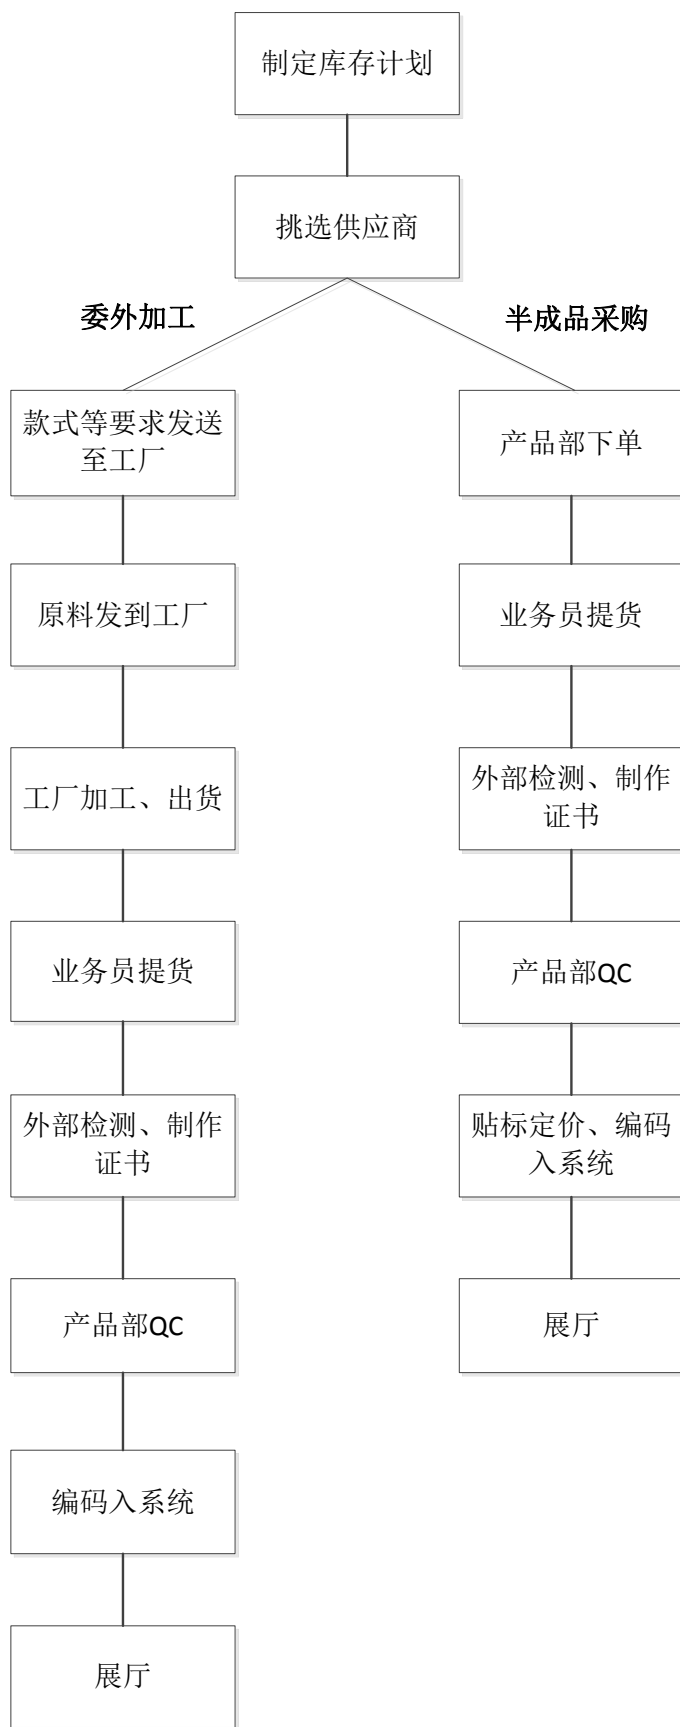 制定库存计划
挑选供应商
委外加工
半成品采购
款式等要求发送
至工厂
原料发到工厂
工厂加工、出货
业务员提货
外部检测、制作
证书
产品部QC
编码入系统
展厅
产品部下单
业务员提货
外部检测、制作
证书
产品部QC
贴标定价、编码
入系统
展厅